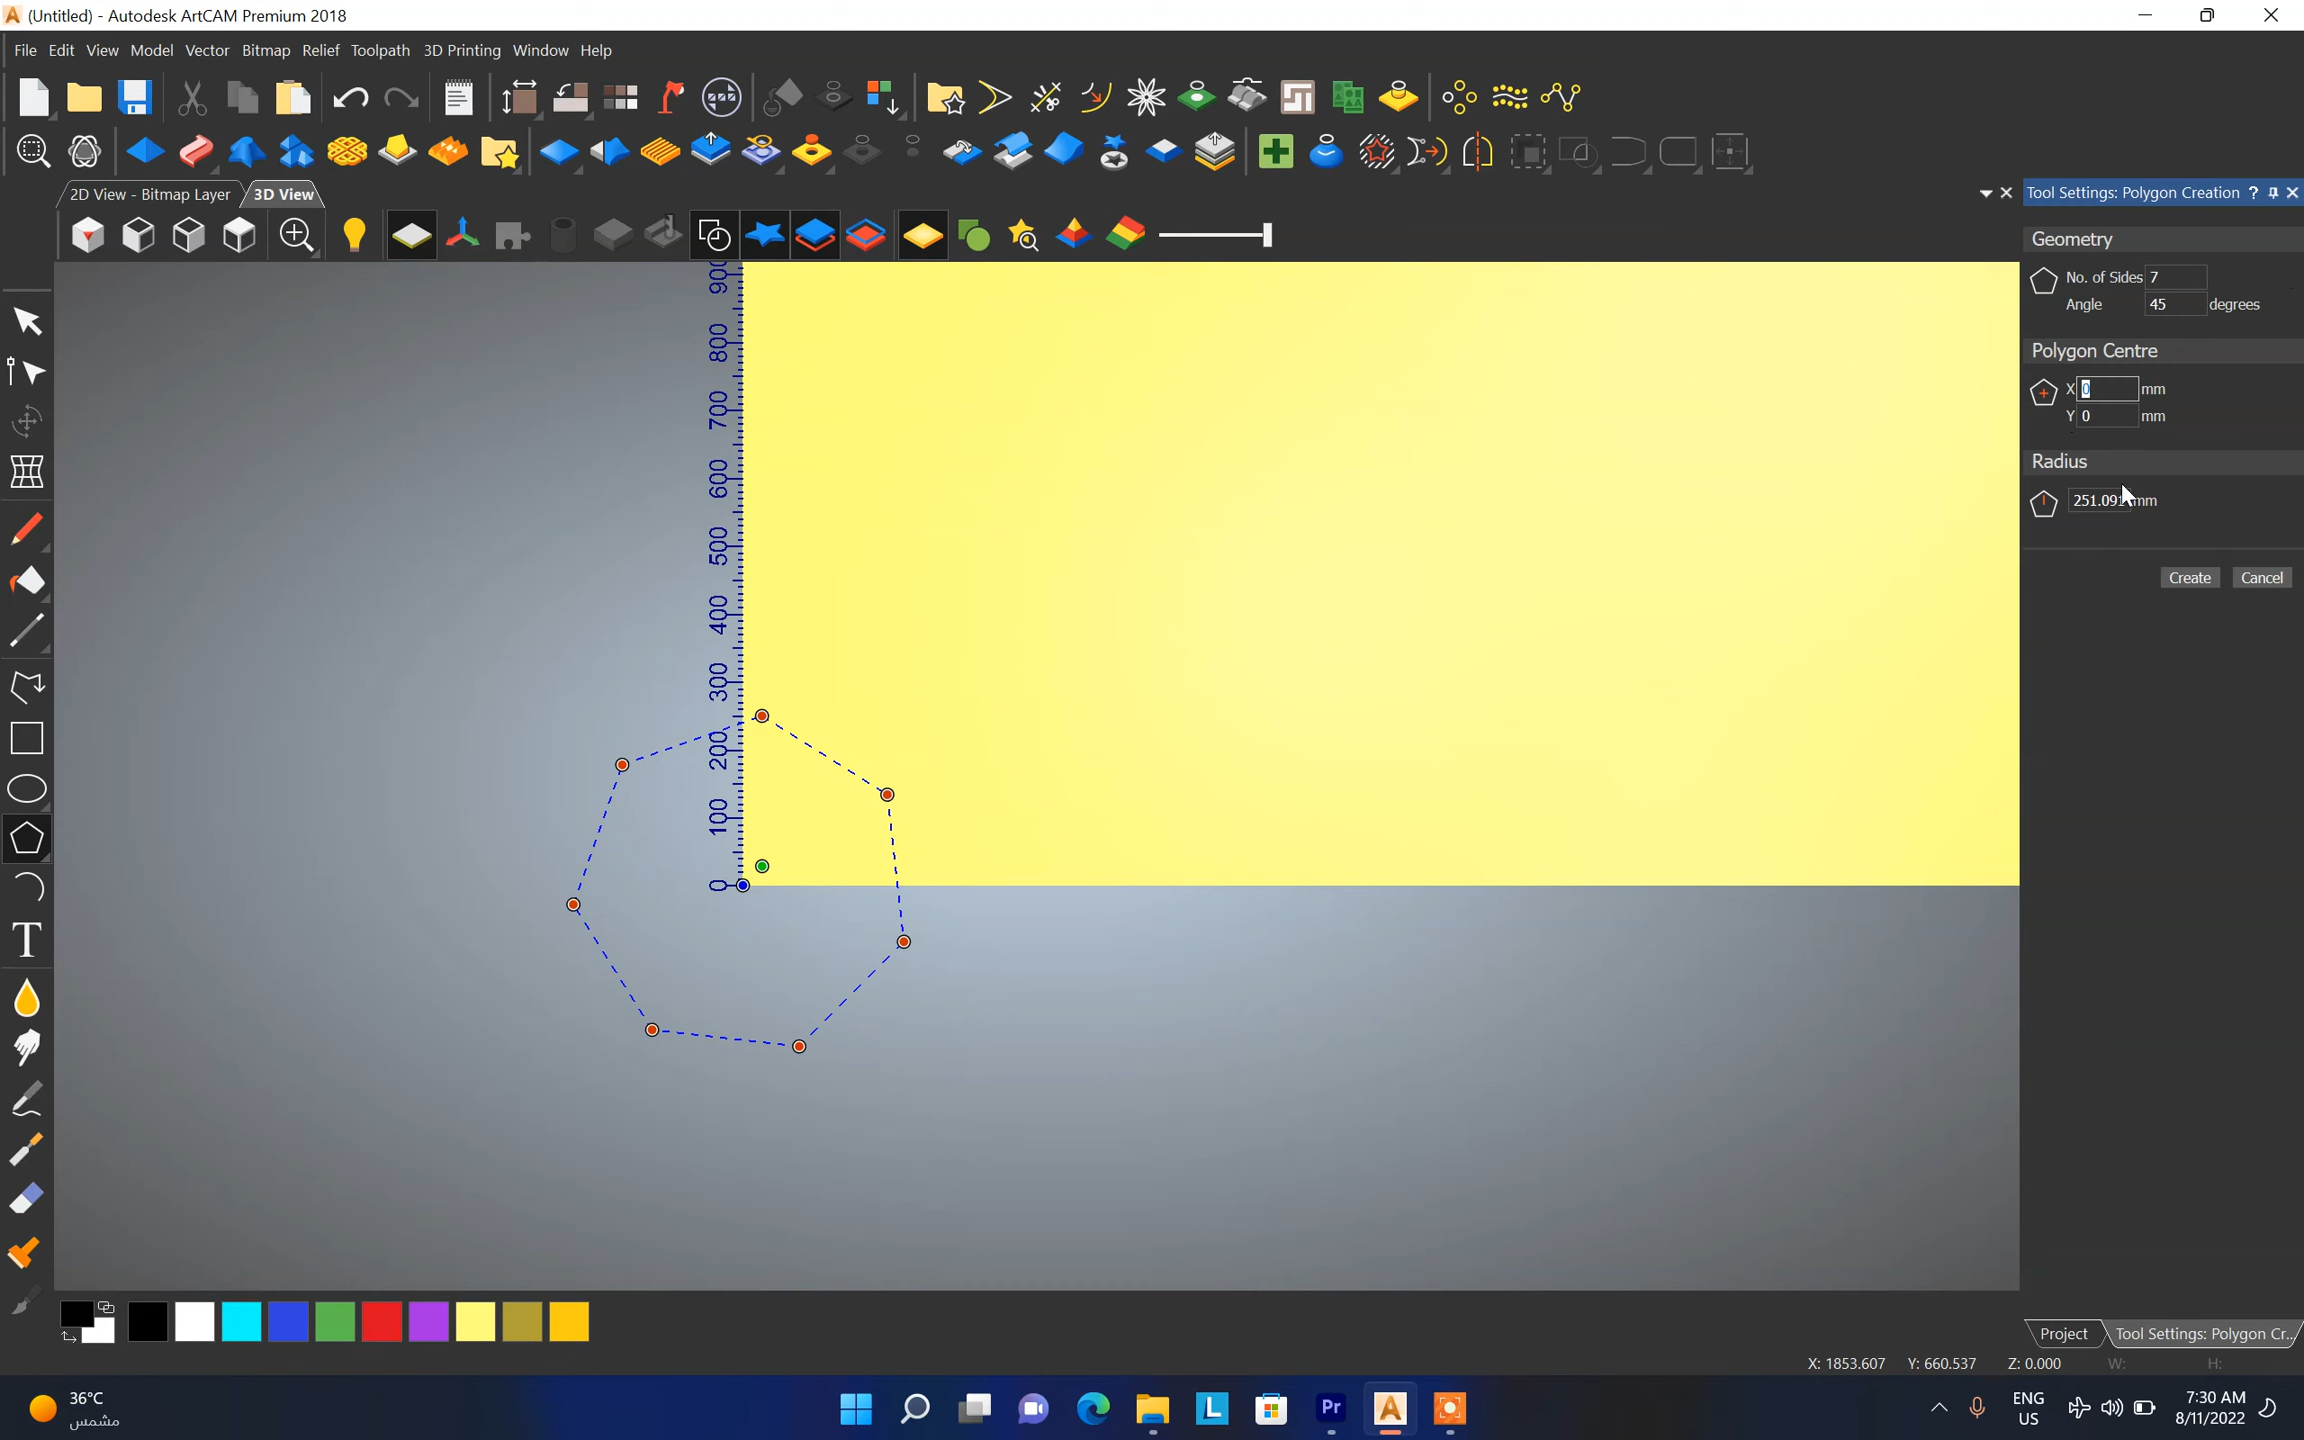 (Untitled) - Autodesk ArtCAM Premium 2018
File Edit View Model Vector Bitmap Relief Toolpath 3D Printing Window Help
2D View - Bitmap Layer 3D View
Tool Settings: Polygon Creation ?
Geometry
No. of Sides 7
Angle 45 degrees
Polygon Centre
X 0 mm
Y 0 mm
Radius
251.091 mm
Create Cancel
900
800
700
600
500
400
300
200
100
0
T
Project Tool Settings: Polygon Cr...
X: 1853.607 Y: 660.537 Z: 0.000 W: H:
36°C
مشمس
L
Pr
A
ENG
US
7:30 AM
8/11/2022